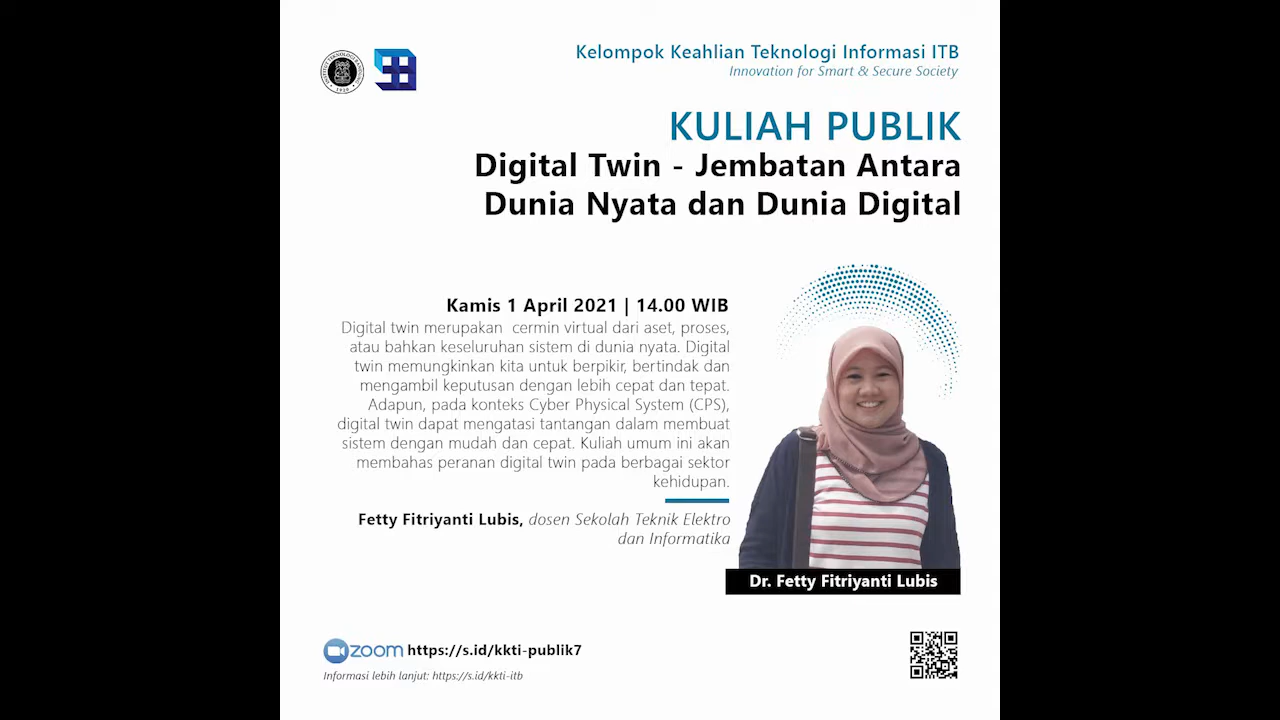 Kelompok Keahlian Teknologi Informasi ITB
Innovation for Smart & Secure Society
KULIAH PUBLIK
Digital Twin - Jembatan Antara
Dunia Nyata dan Dunia Digital
Kamis 1 April 2021 | 14.00 WIB
Digital twin merupakan cermin virtual dari aset, proses,
atau bahkan keseluruhan sistem di dunia nyata. Digital
twin memungkinkan kita untuk berpikir, bertindak dan
mengambil keputusan dengan lebih cepat dan tepat.
Adapun, pada konteks Cyber Physical System (CPS),
digital twin dapat mengatasi tantangan dalam membuat
sistem dengan mudah dan cepat. Kuliah umum ini akan
membahas peranan digital twin pada berbagai sektor
kehidupan.
Fetty Fitriyanti Lubis, dosen Sekolah Teknik Elektro
dan Informatika
Dr. Fetty Fitriyanti Lubis
zoom https://s.id/kkti-publik7
Informasi lebih lanjut: https://s.id/kkti-itb